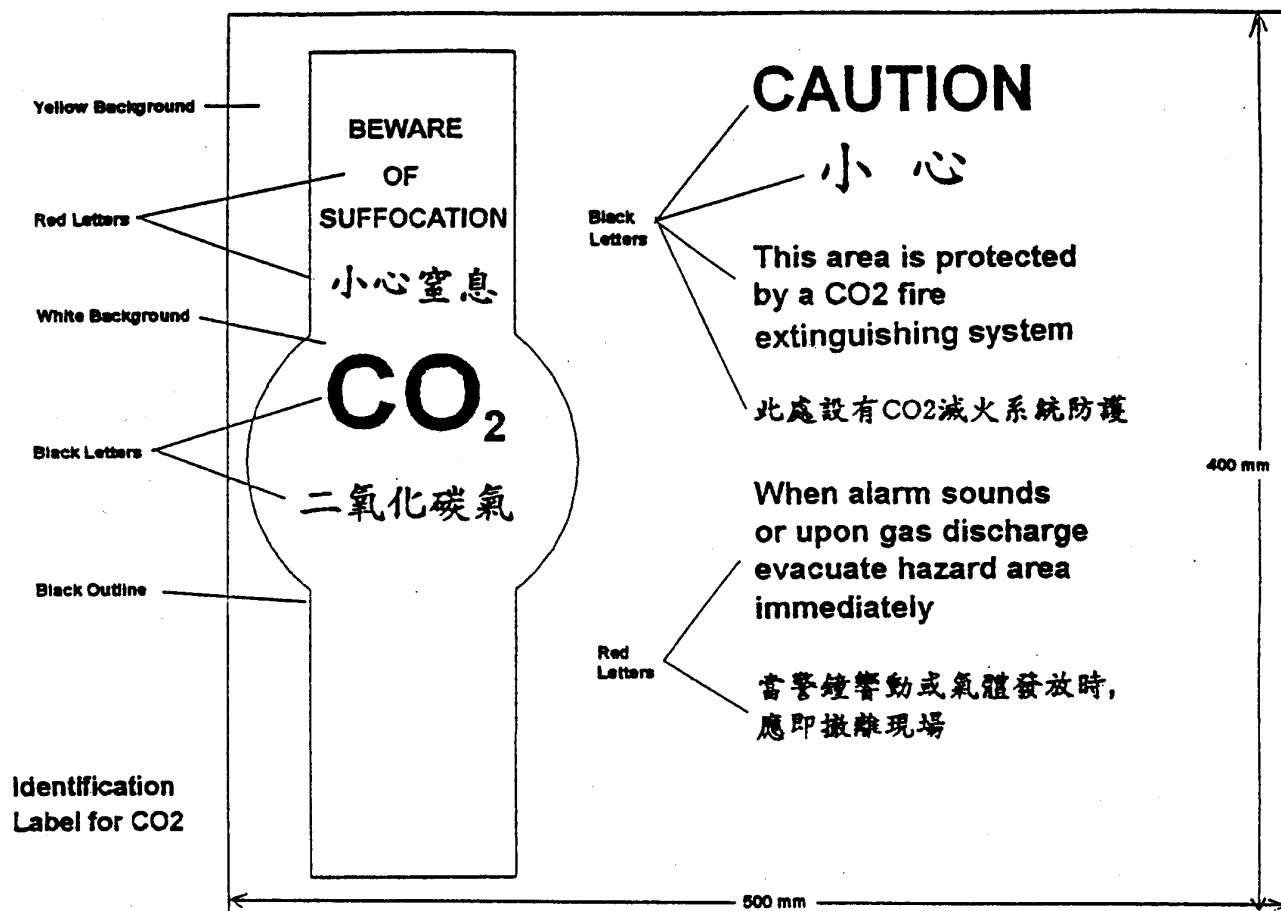 Yellow Background
Red Letters
White Background
Black Letters
Black Outline
Identification
Label for CO2
BEWARE
OF
SUFFOCATION
小心窒息
CO2
二氧化碳氣
Black
Letters
Red
Letters
CAUTION
小心
This area is protected
by a CO2 fire
extinguishing system
此處設有CO2滅火系統防護
When alarm sounds
or upon gas discharge
evacuate hazard area
immediately
當警鐘響動或氣體發放時,
應即撤離現場
400 mm
500 mm